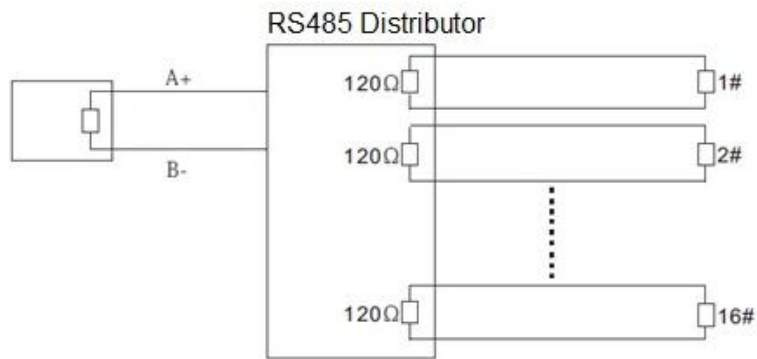 RS485 Distributor
A+
B-
120Ω 1#
120Ω 2#
120Ω 16#